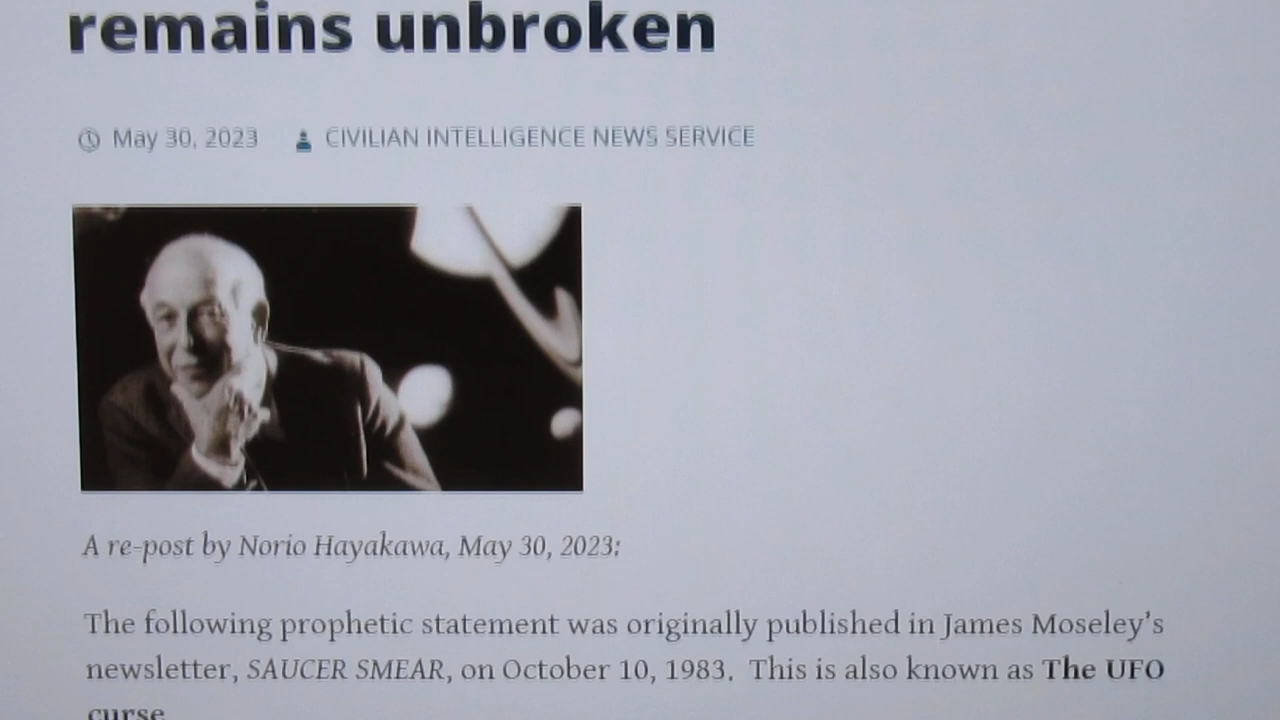 remains unbroken
May 30, 2023 CIVILIAN INTELLIGENCE NEWS SERVICE
A re-post by Norio Hayakawa, May 30, 2023:
The following prophetic statement was originally published in James Moseley’s
newsletter, SAUCER SMEAR, on October 10, 1983.  This is also known as The UFO
curse